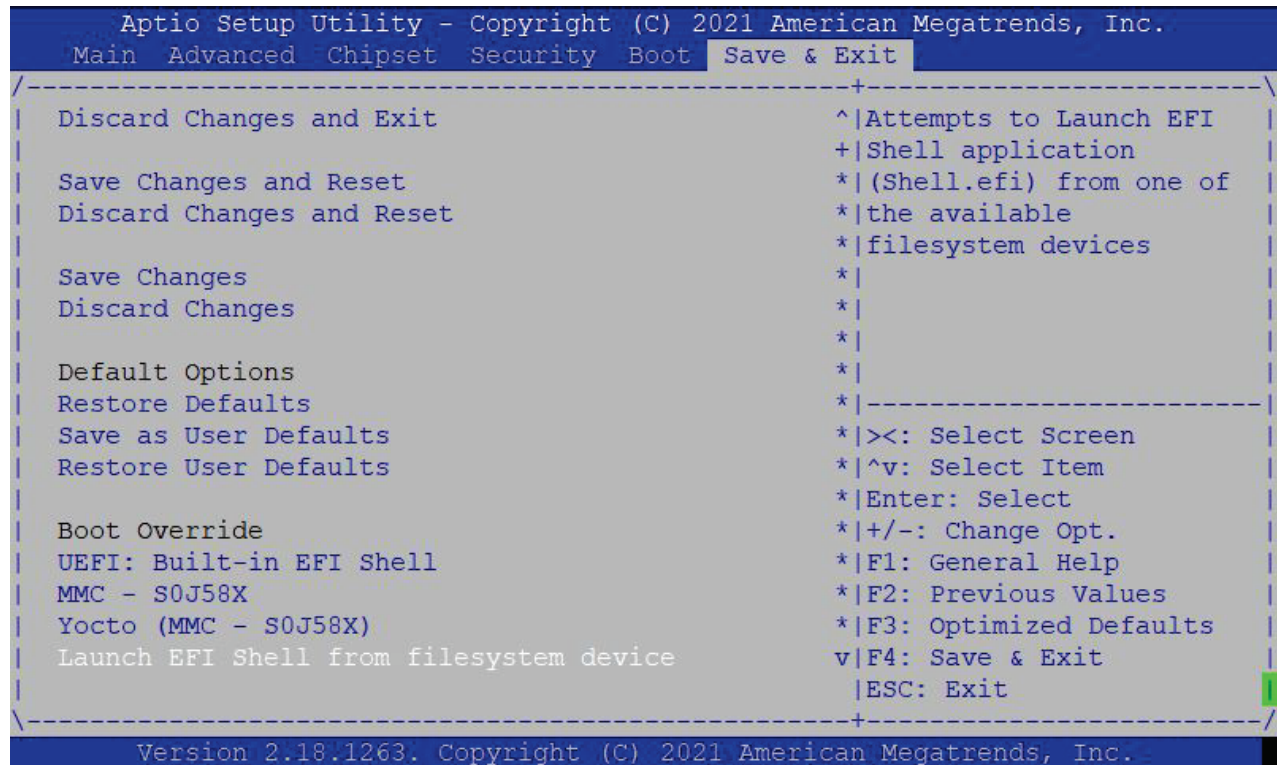 Aptio Setup Utility - Copyright (C) 2021 American Megatrends, Inc.
Main Advanced Chipset Security Boot Save & Exit
/----------------------------------------------------+-------------------------\
| Discard Changes and Exit ^|Attempts to Launch EFI |
| +|Shell application |
| Save Changes and Reset *|(Shell.efi) from one of |
| Discard Changes and Reset *|the available |
| *|filesystem devices |
| Save Changes *| |
| Discard Changes *| |
| *| |
| Default Options *| |
| Restore Defaults *|-------------------------|
| Save as User Defaults *|><: Select Screen |
| Restore User Defaults *|^v: Select Item |
| *|Enter: Select |
| Boot Override *|+/-: Change Opt. |
| UEFI: Built-in EFI Shell *|F1: General Help |
| MMC - S0J58X *|F2: Previous Values |
| Yocto (MMC - S0J58X) *|F3: Optimized Defaults |
| Launch EFI Shell from filesystem device v|F4: Save & Exit |
| |ESC: Exit |
\----------------------------------------------------+-------------------------/
Version 2.18.1263. Copyright (C) 2021 American Megatrends, Inc.